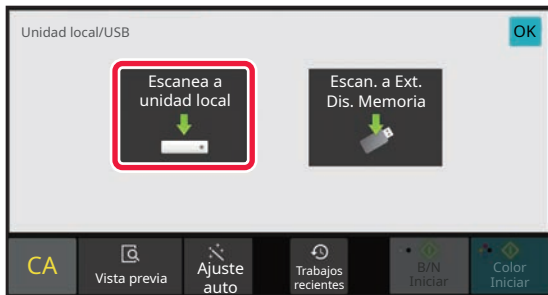 Unidad local/USB
OK
Escanea a
unidad local
Escan. a Ext.
Dis. Memoria
CA
Vista previa
Ajuste
auto
Trabajos
recientes
B/N
Iniciar
Color
Iniciar